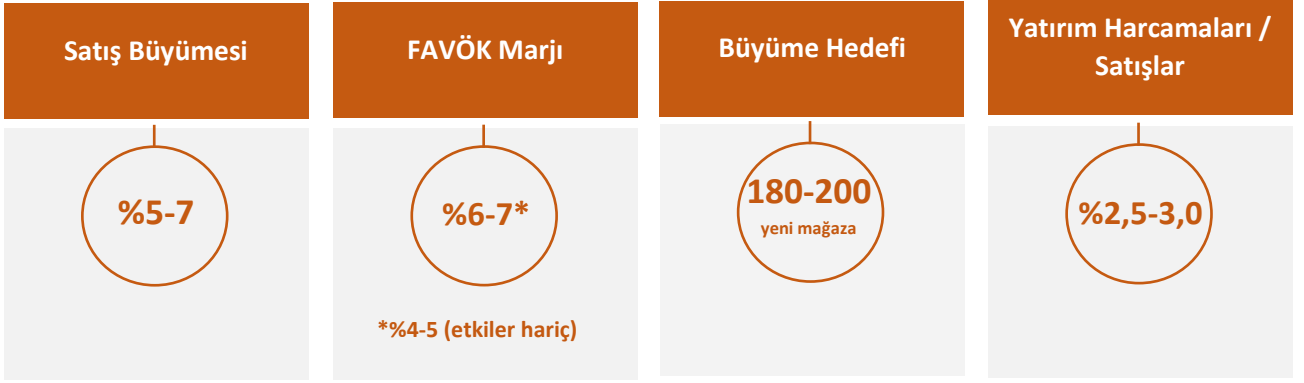 Satış Büyümesi
%5-7
FAVÖK Marjı
%6-7*
*%4-5 (etkiler hariç)
Büyüme Hedefi
180-200
yeni mağaza
Yatırım Harcamaları /
Satışlar
%2,5-3,0